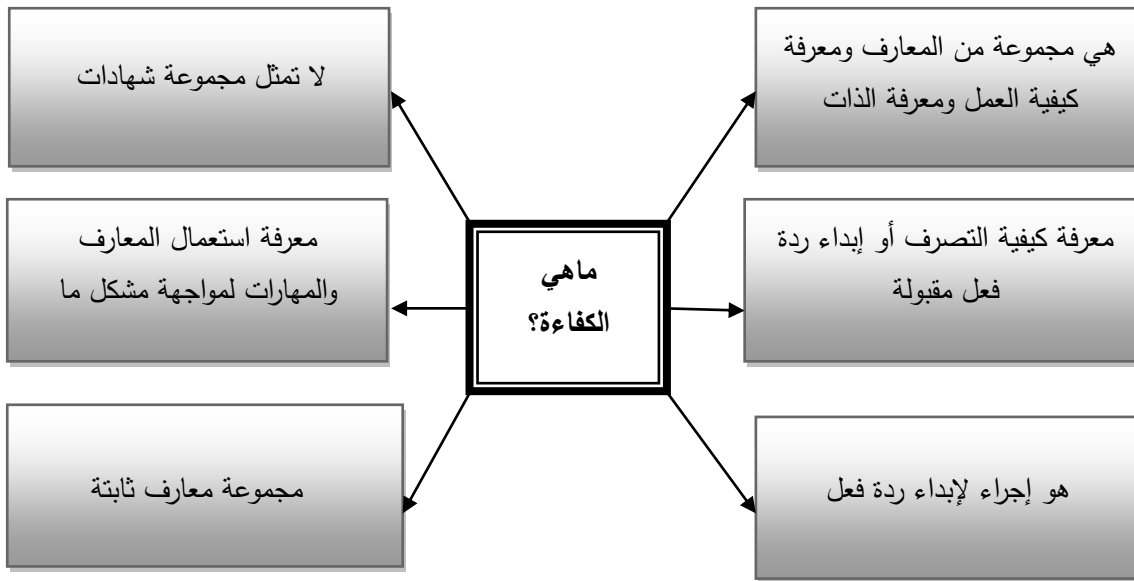 هي مجموعة من المعارف ومعرفة
كيفية العمل ومعرفة الذات
لا تمثل مجموعة شهادات
معرفة كيفية التصرف أو إبداء ردة
فعل مقبولة
ماهي
الكفاءة؟
معرفة استعمال المعارف
والمهارات لمواجهة مشكل ما
هو إجراء لإبداء ردة فعل
مجموعة معارف ثابتة